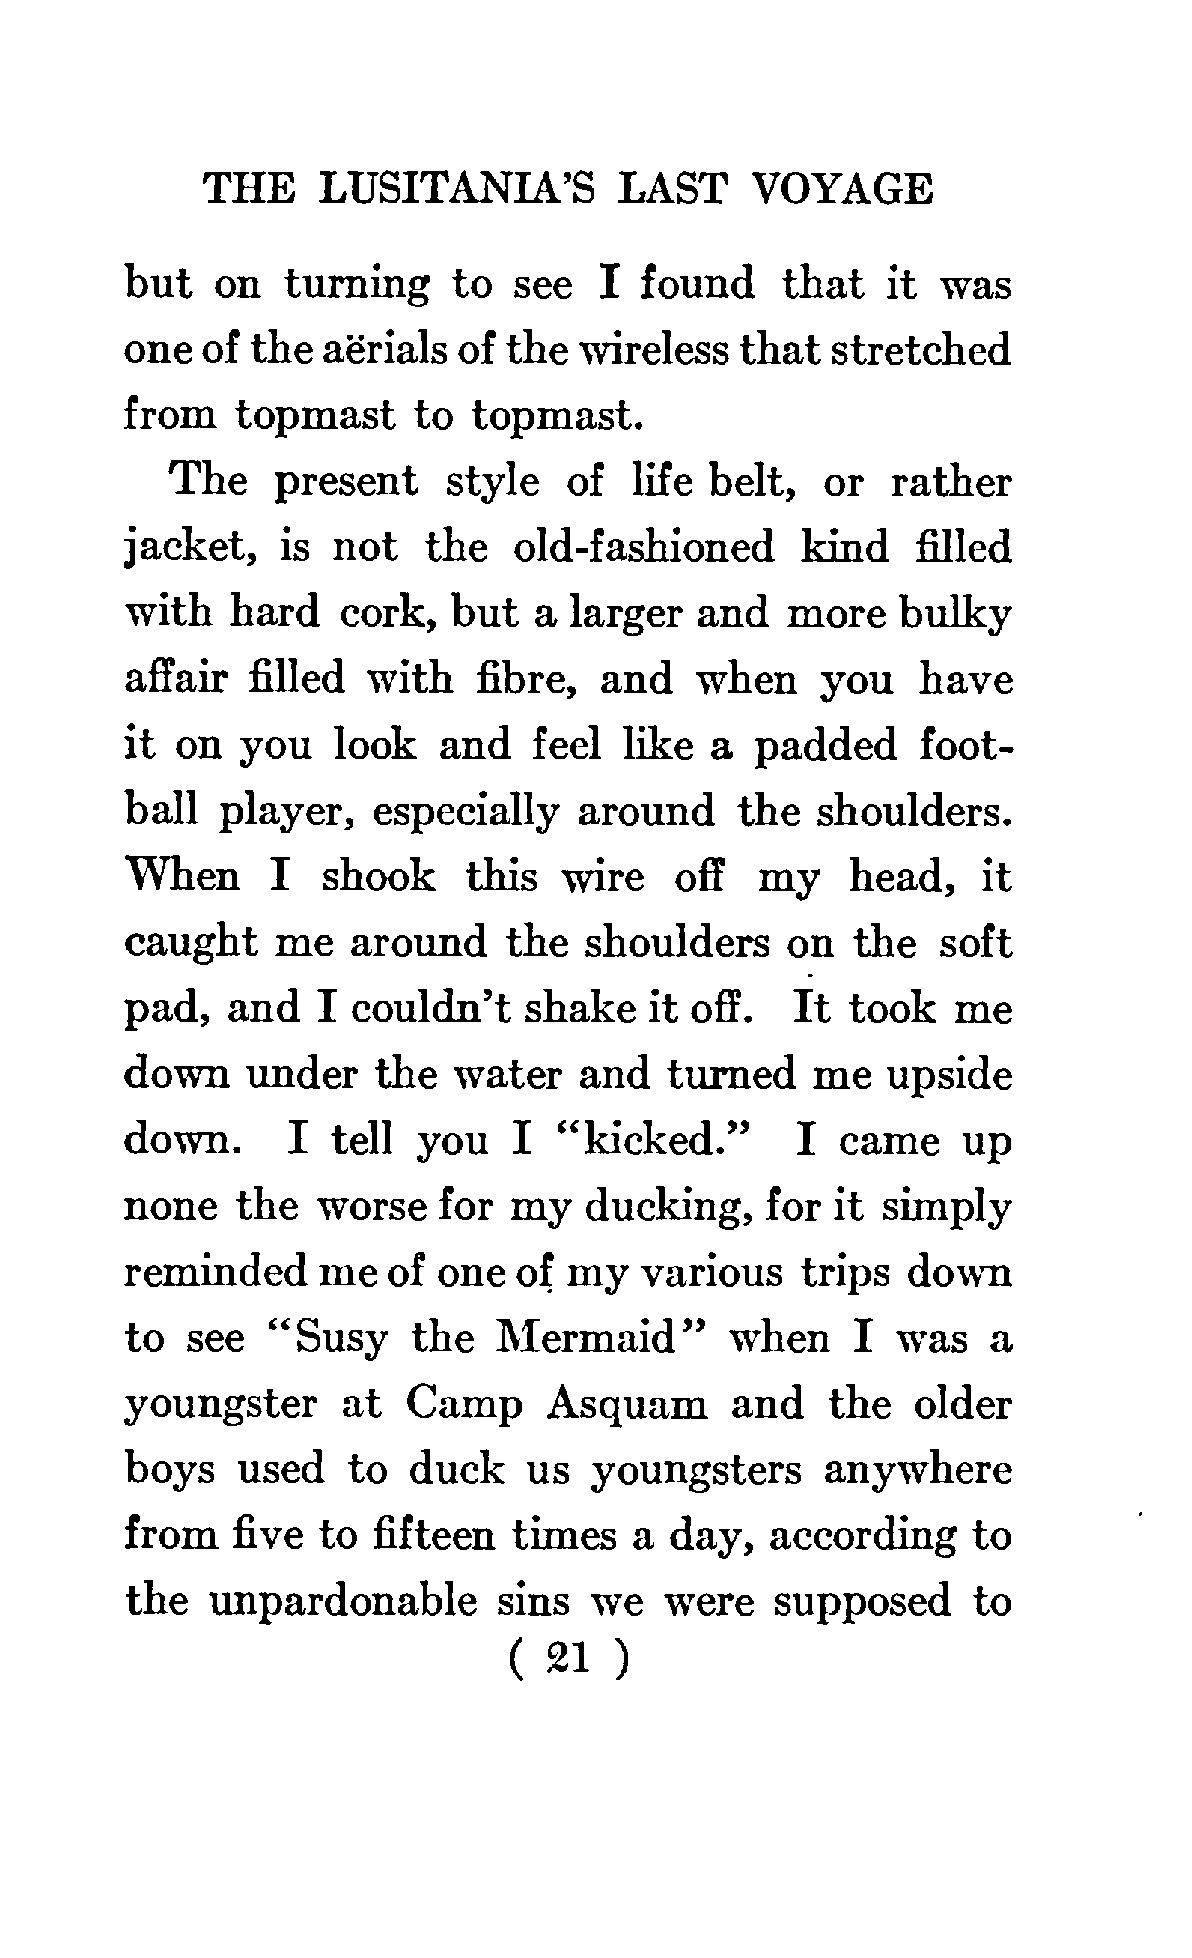 THE LUSITANIA'S LAST VOYAGE
but on turning to see I found that it was
one of the aërials of the wireless that stretched
from topmast to topmast.
The present style of life belt, or rather
jacket, is not the old-fashioned kind filled
with hard cork, but a larger and more bulky
affair filled with fibre, and when you have
it on you look and feel like a padded foot-
ball player, especially around the shoulders.
When I shook this wire off my head, it
caught me around the shoulders on the soft
pad, and I couldn't shake it off. It took me
down under the water and turned me upside
down. I tell you I "kicked." I came up
none the worse for my ducking, for it simply
reminded me of one of my various trips down
to see "Susy the Mermaid" when I was a
youngster at Camp Asquam and the older
boys used to duck us youngsters anywhere
from five to fifteen times a day, according to
the unpardonable sins we were supposed to
( 21 )